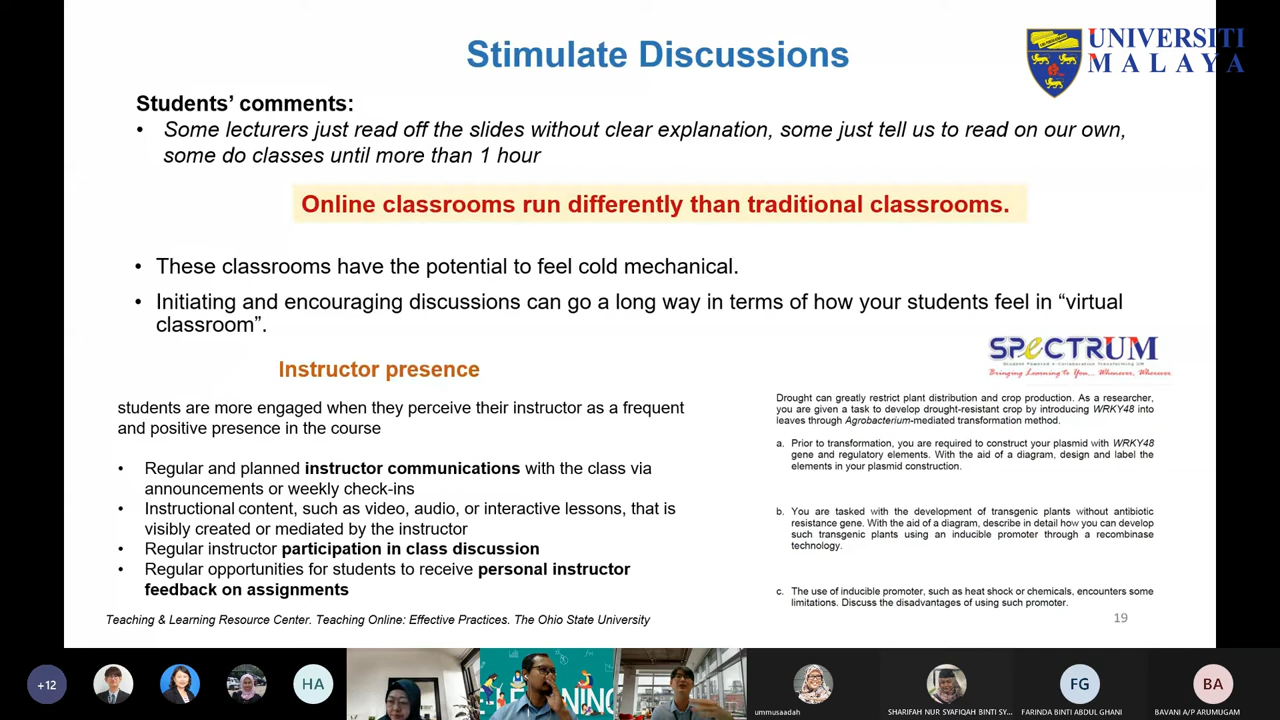 Stimulate Discussions
UNIVERSITI
MALAYA
Students' comments:
• Some lecturers just read off the slides without clear explanation, some just tell us to read on our own,
some do classes until more than 1 hour
Online classrooms run differently than traditional classrooms.
• These classrooms have the potential to feel cold mechanical.
• Initiating and encouraging discussions can go a long way in terms of how your students feel in “virtual
classroom”.
SPeCTRUM
Bringing Learning to You... Whenever, Wherever
Instructor presence
students are more engaged when they perceive their instructor as a frequent
and positive presence in the course
• Regular and planned instructor communications with the class via
announcements or weekly check-ins
• Instructional content, such as video, audio, or interactive lessons, that is
visibly created or mediated by the instructor
• Regular instructor participation in class discussion
• Regular opportunities for students to receive personal instructor
feedback on assignments
Drought can greatly restrict plant distribution and crop production. As a researcher,
you are given a task to develop drought-resistant crop by introducing WRKY48 into
leaves through Agrobacterium-mediated transformation method.
a. Prior to transformation, you are required to construct your plasmid with WRKY48
gene and regulatory elements. With the aid of a diagram, design and label the
elements in your plasmid construction.
b. You are tasked with the development of transgenic plants without antibiotic
resistance gene. With the aid of a diagram, describe in detail how you can develop
such transgenic plants using an inducible promoter through a recombinase
technology.
c. The use of inducible promoter, such as heat shock or chemicals, encounters some
limitations. Discuss the disadvantages of using such promoter.
Teaching & Learning Resource Center. Teaching Online: Effective Practices. The Ohio State University
19
+12
HA
FG
BA
ummusaadah
SHARIFAH NUR SYAFIQAH BINTI SY...
FARINDA BINTI ABDUL GHANI
BAVANI A/P ARUMUGAM